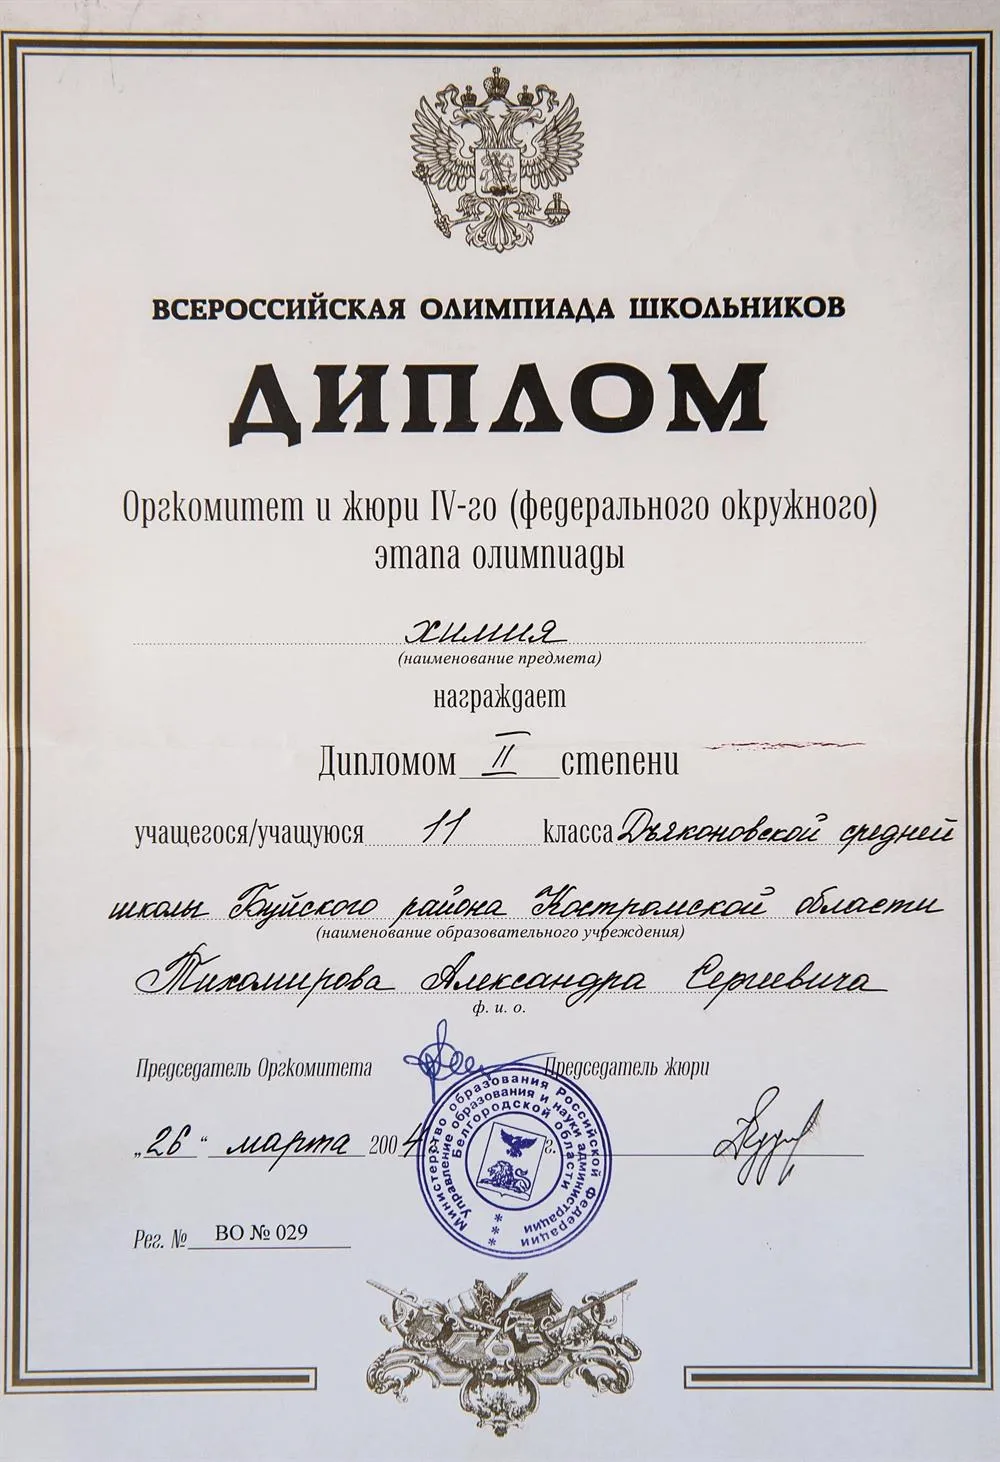 ВСЕРОССИЙСКАЯ ОЛИМПИАДА ШКОЛЬНИКОВ
ДИПЛОМ
Оргкомитет и жюри IV-го (федерального окружного)
этапа олимпиады
химия
(наименование предмета)
награждает
Дипломом II степени
учащегося/учащуюся 11 класса Дьяконовской средней
школы Буйского района Костромской области
(наименование образовательного учреждения)
Тихомирова Александра Сергеевича
ф. и. о.
Председатель Оргкомитета Председатель жюри
„26“ марта 2004 г.
Рег. № ВО № 029
Министерство образования Российской Федерации
Управление образования и науки администрации
Белгородской области